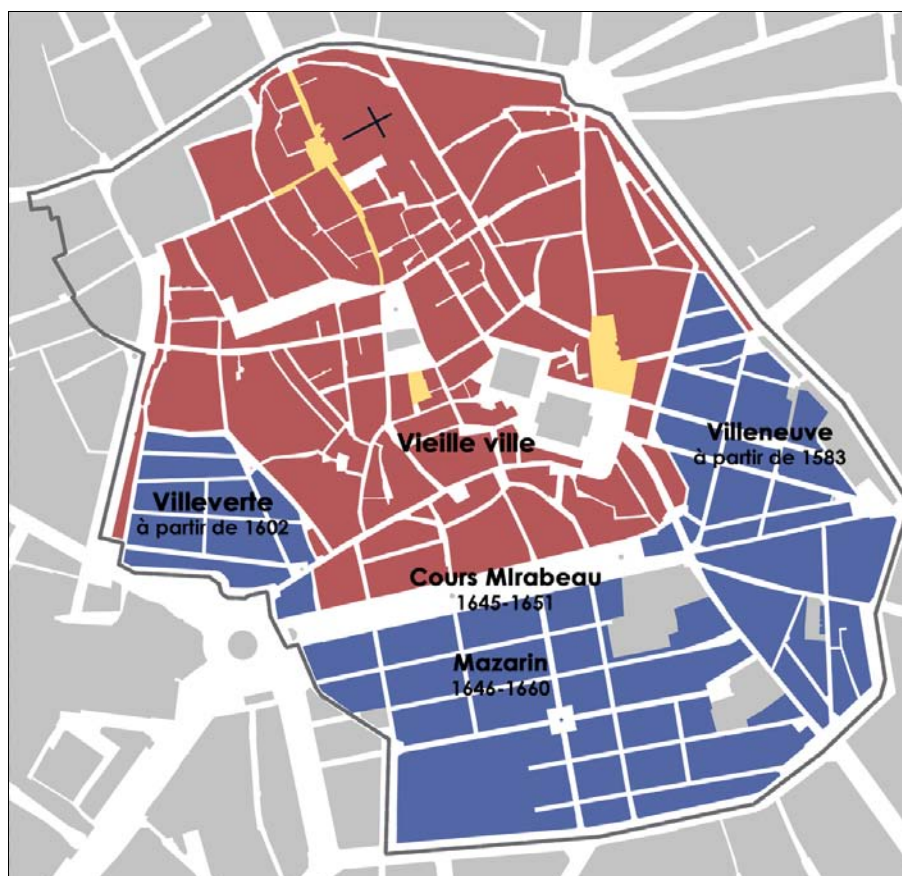 Vieille ville
Villeneuve
à partir de 1583
Villeverte
à partir de 1602
Cours MIrabeau
1645-1651
Mazarin
1646-1660